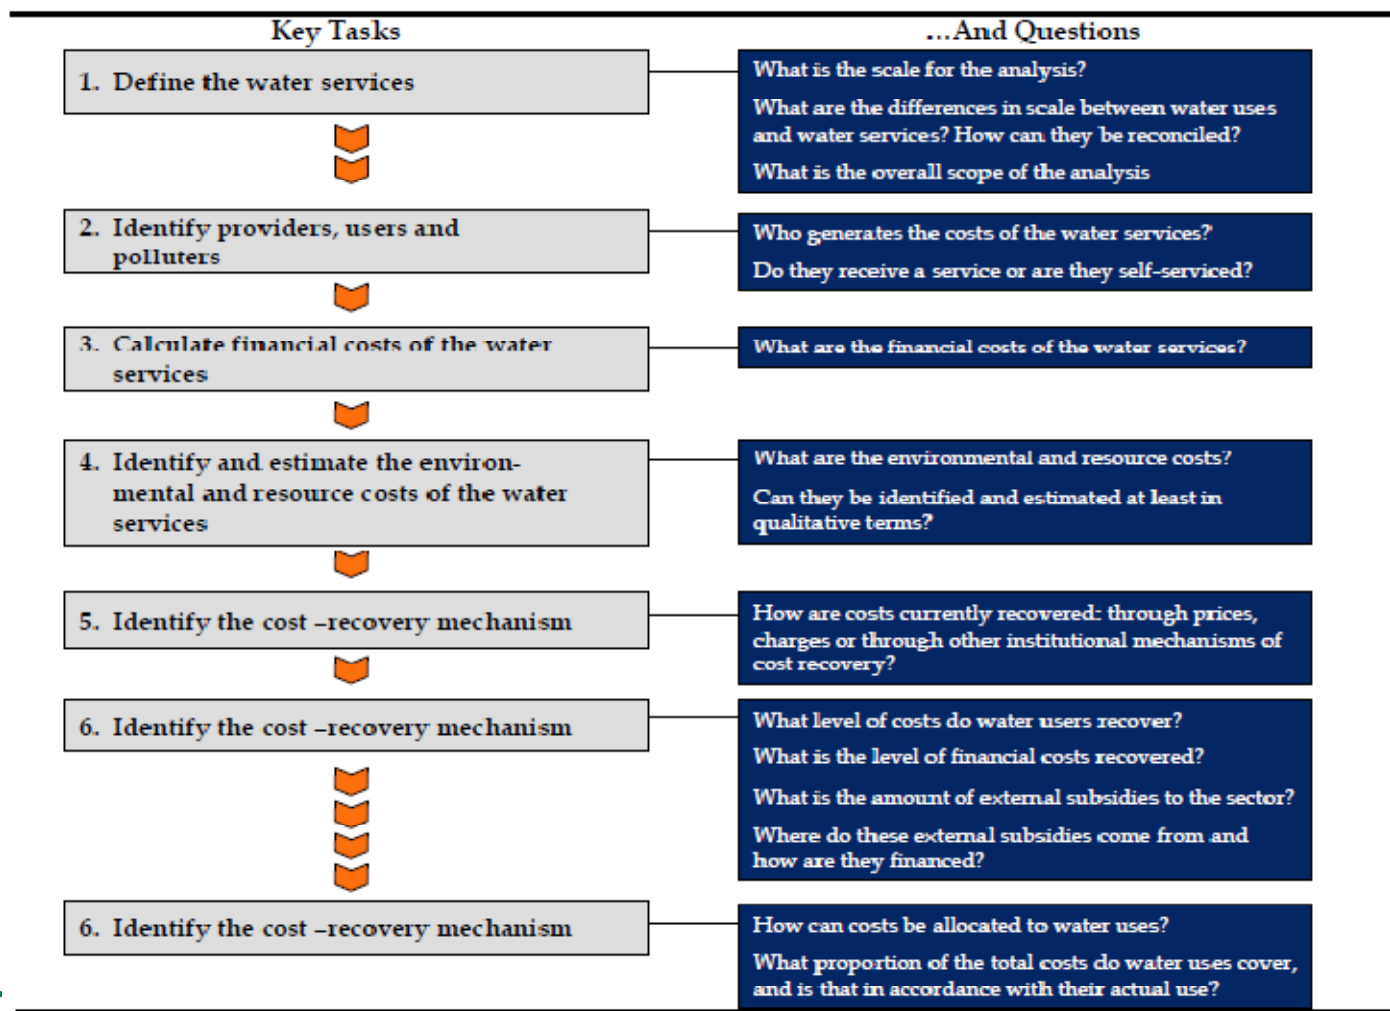 Key Tasks
...And Questions
1. Define the water services
What is the scale for the analysis?
What are the differences in scale between water uses
and water services? How can they be reconciled?
What is the overall scope of the analysis
2. Identify providers, users and
polluters
Who generates the costs of the water services?
Do they receive a service or are they self-serviced?
3. Calculate financial costs of the water
services
What are the financial costs of the water services?
4. Identify and estimate the environ-
mental and resource costs of the water
services
What are the environmental and resource costs?
Can they be identified and estimated at least in
qualitative terms?
5. Identify the cost –recovery mechanism
How are costs currently recovered: through prices,
charges or through other institutional mechanisms of
cost recovery?
6. Identify the cost –recovery mechanism
What level of costs do water users recover?
What is the level of financial costs recovered?
What is the amount of external subsidies to the sector?
Where do these external subsidies come from and
how are they financed?
6. Identify the cost –recovery mechanism
How can costs be allocated to water uses?
What proportion of the total costs do water uses cover,
and is that in accordance with their actual use?